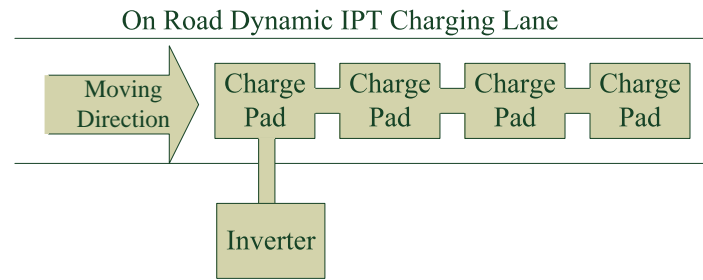 On Road Dynamic IPT Charging Lane
Moving
Direction
Charge
Pad
Charge
Pad
Charge
Pad
Charge
Pad
Inverter